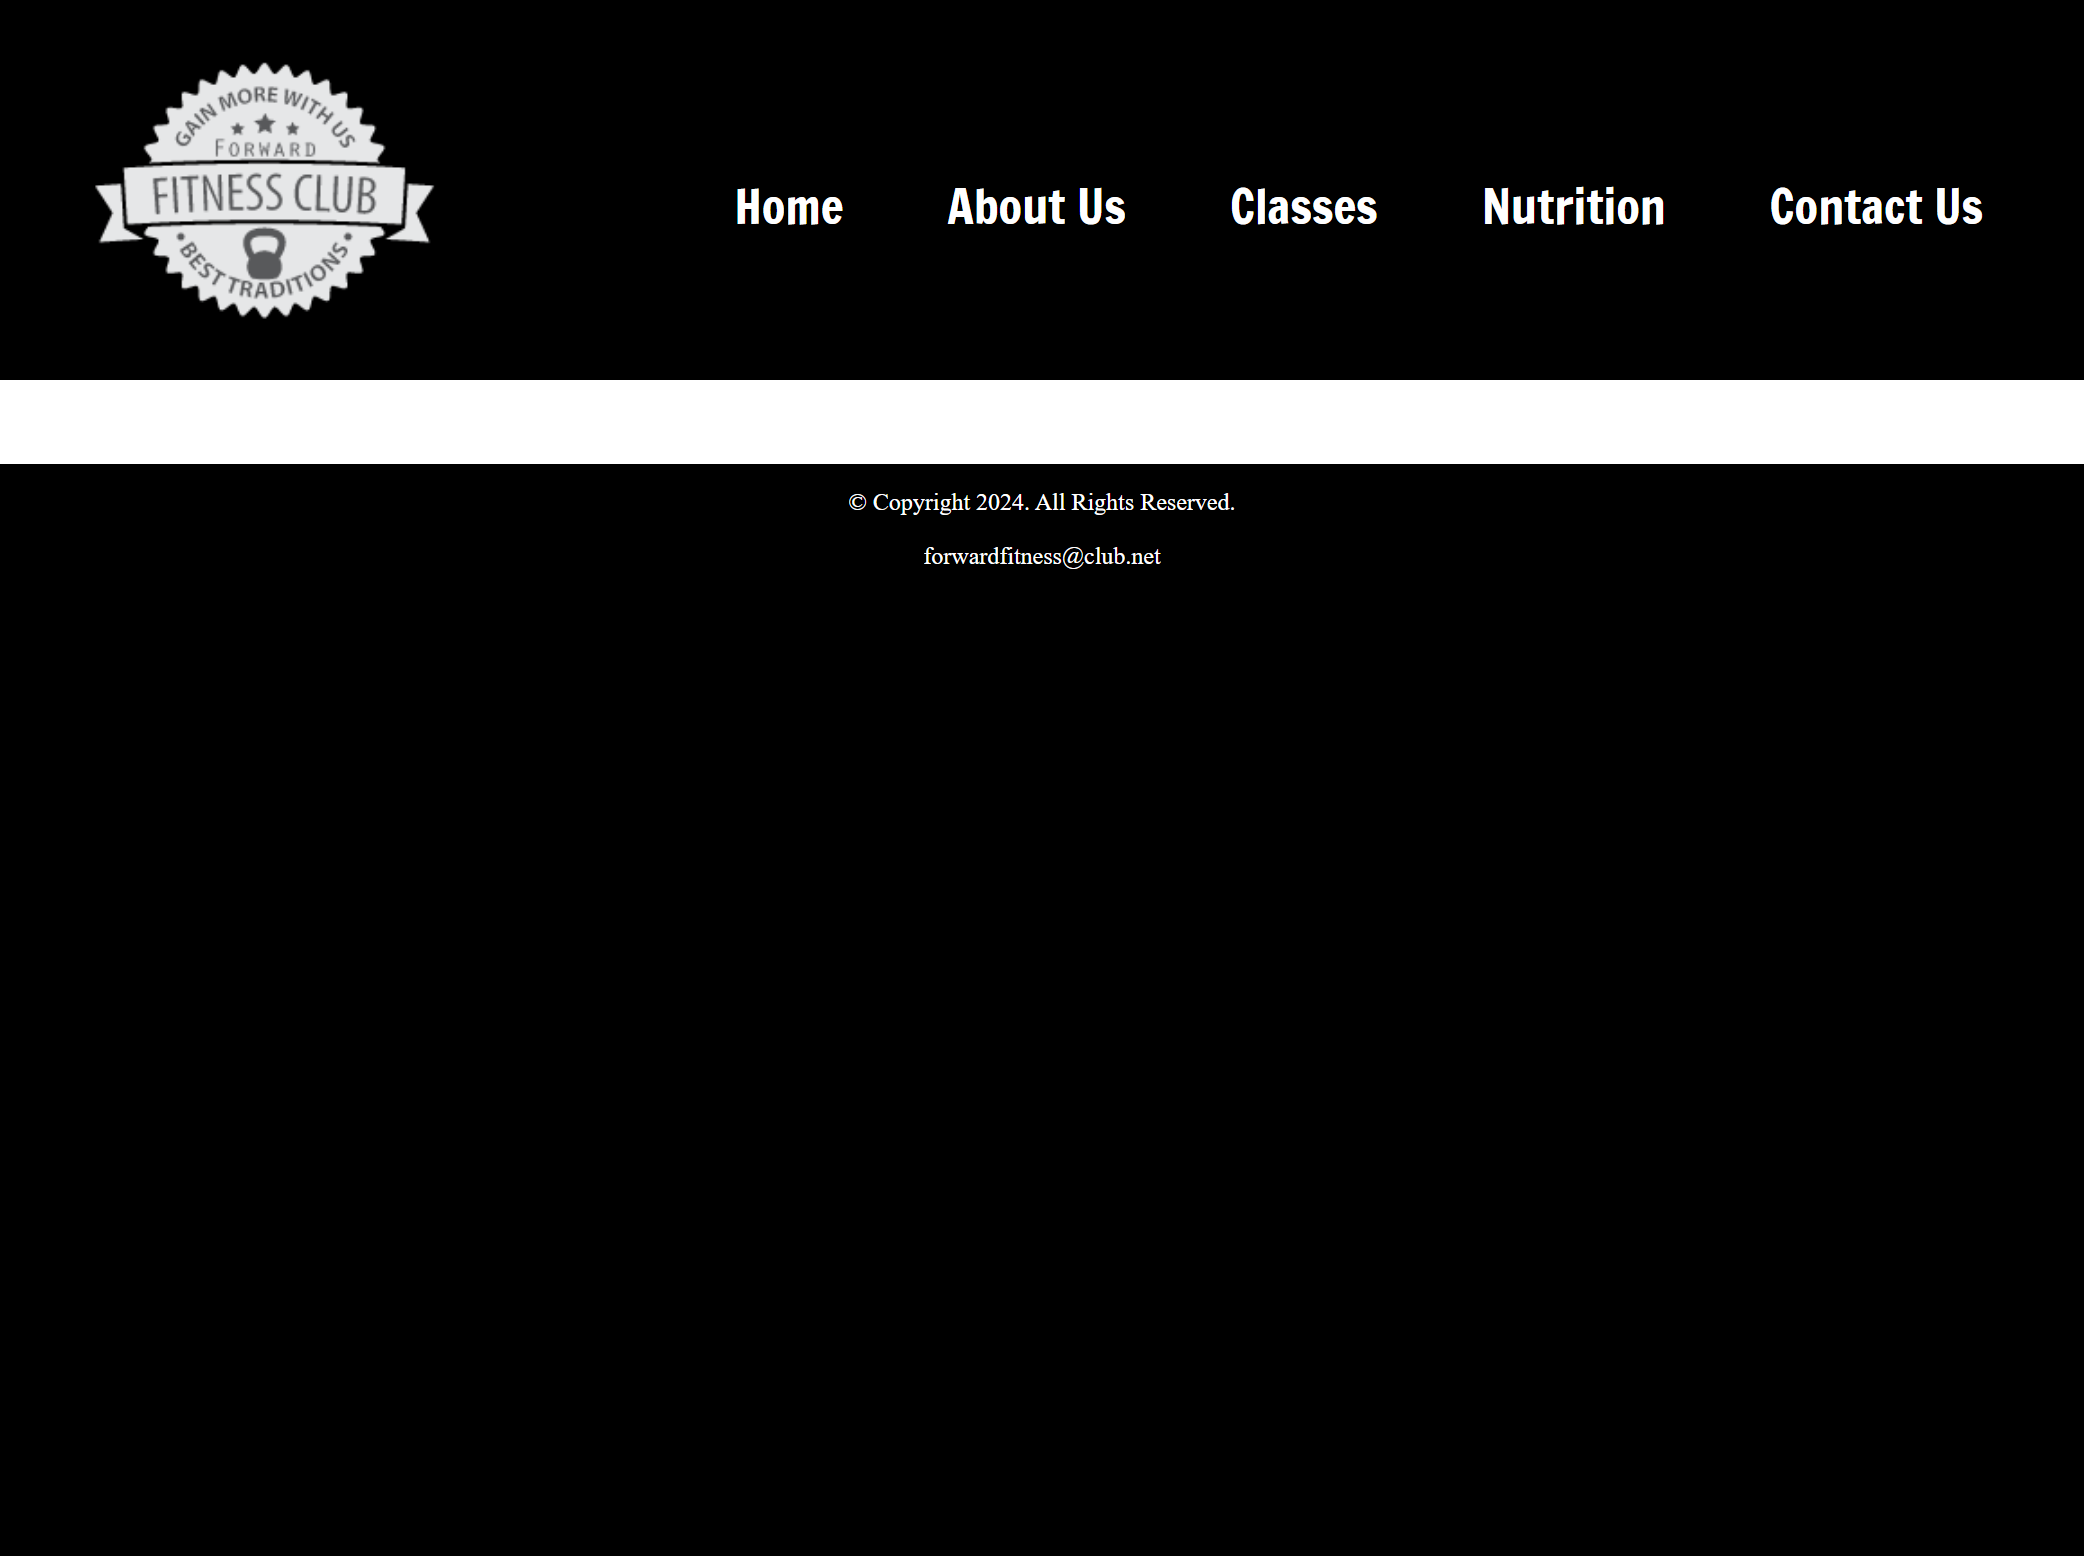 GAIN MORE WITH US
FORWARD
FITNESS CLUB
• BEST TRADITIONS •
Home About Us Classes Nutrition Contact Us
© Copyright 2024. All Rights Reserved.
forwardfitness@club.net